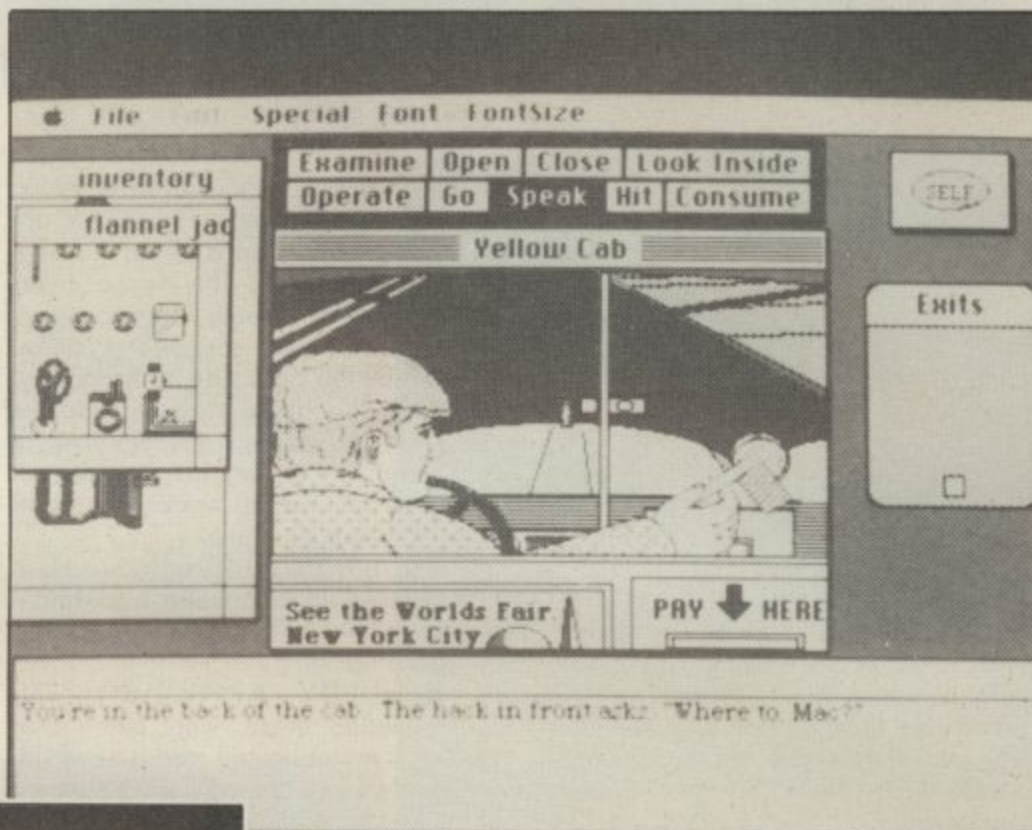 File Edit Special Font FontSize
Examine Open Close Look Inside
Operate Go Speak Hit Consume
inventory
flannel jac
SELF
Yellow Cab
Exits
See the Worlds Fair
New York City
PAY HERE
You're in the back of the cab. The hack in front asks "Where to, Mac?"